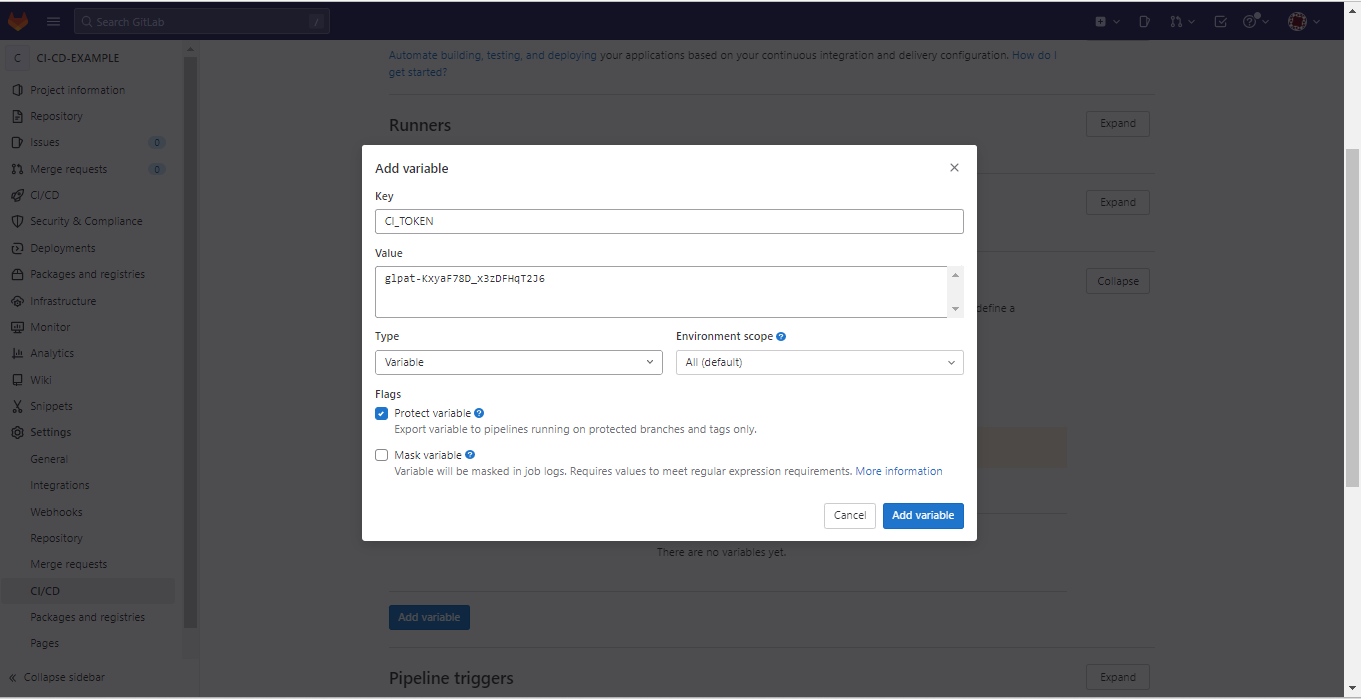 Search GitLab /
C CI-CD-EXAMPLE
Project information
Repository
Issues 0
Merge requests 0
CI/CD
Security & Compliance
Deployments
Packages and registries
Infrastructure
Monitor
Analytics
Wiki
Snippets
Settings
General
Integrations
Webhooks
Repository
Merge requests
CI/CD
Packages and registries
Pages
Collapse sidebar
Automate building, testing, and deploying your applications based on your continuous integration and delivery configuration. How do I
get started?
Runners
Expand
Expand
Collapse
define a
Add variable
Key
CI_TOKEN
Value
glpat-KxyaF78D_x3zDFHqT2J6
Type
Environment scope
Variable
All (default)
Flags
Protect variable
Export variable to pipelines running on protected branches and tags only.
Mask variable
Variable will be masked in job logs. Requires values to meet regular expression requirements. More information
Cancel
Add variable
There are no variables yet.
Add variable
Pipeline triggers
Expand